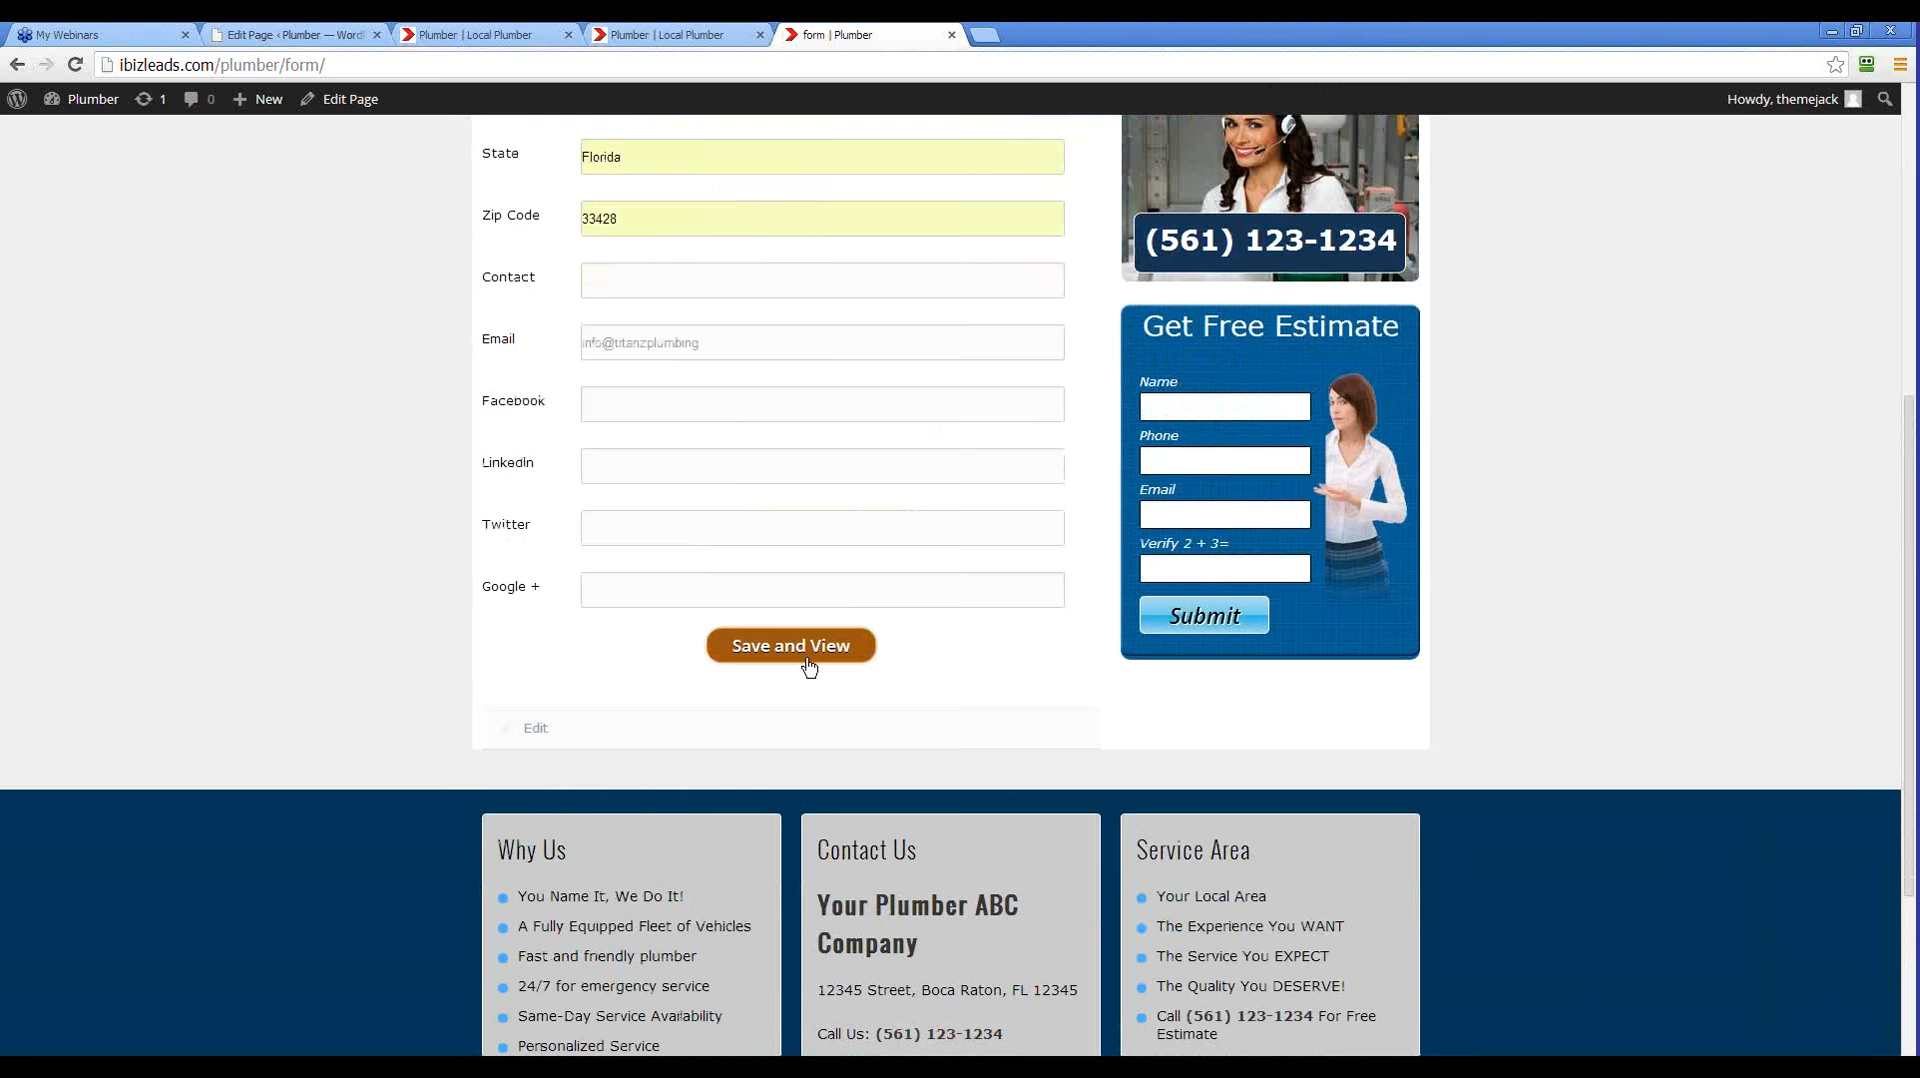 My Webinars
Edit Page ‹ Plumber — Word
Plumber | Local Plumber
Plumber | Local Plumber
form | Plumber
ibizleads.com/plumber/form/
Plumber
1
0
New
Edit Page
Howdy, themejack
State
Florida
Zip Code
33428
Contact
Email
info@titanzplumbing
Facebook
LinkedIn
Twitter
Google +
Save and View
Edit
(561) 123-1234
Get Free Estimate
Name
Phone
Email
Verify 2 + 3=
Submit
Why Us
You Name It, We Do It!
A Fully Equipped Fleet of Vehicles
Fast and friendly plumber
24/7 for emergency service
Same-Day Service Availability
Personalized Service
Contact Us
Your Plumber ABC
Company
12345 Street, Boca Raton, FL 12345
Call Us: (561) 123-1234
Service Area
Your Local Area
The Experience You WANT
The Service You EXPECT
The Quality You DESERVE!
Call (561) 123-1234 For Free
Estimate